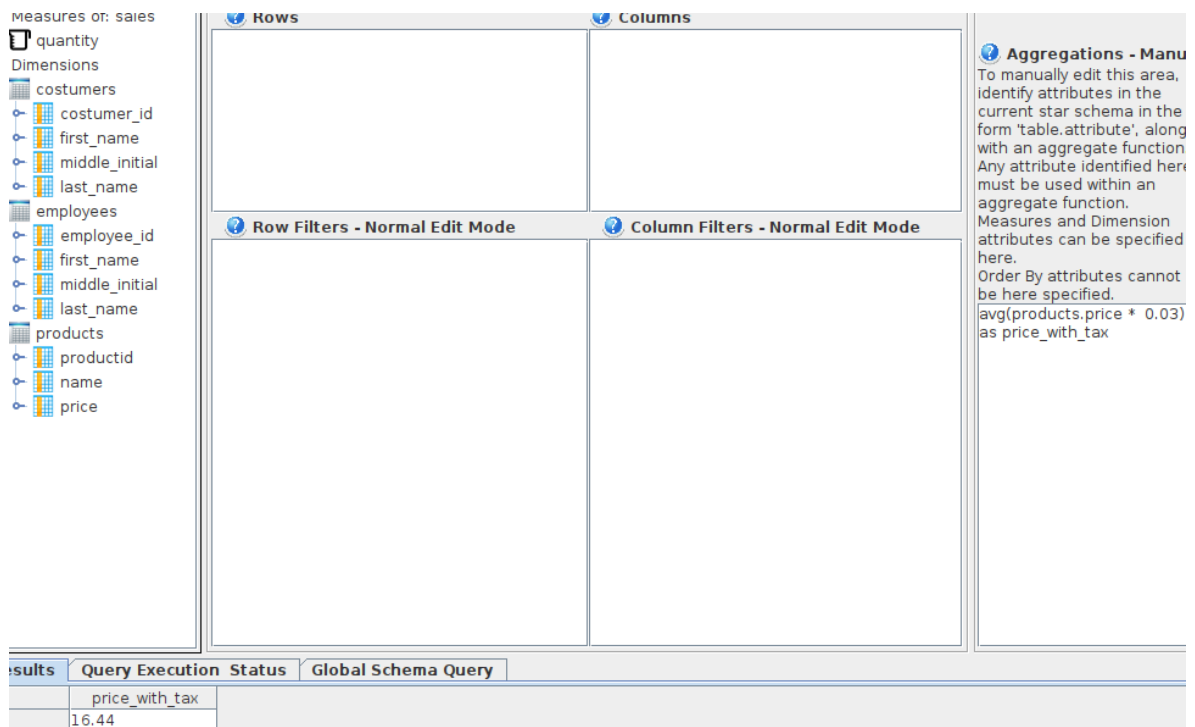 Measures of: sales
quantity
Dimensions
costumers
costumer_id
first_name
middle_initial
last_name
employees
employee_id
first_name
middle_initial
last_name
products
productid
name
price
Rows
Columns
Row Filters - Normal Edit Mode
Column Filters - Normal Edit Mode
Aggregations - Manu
To manually edit this area,
identify attributes in the
current star schema in the
form 'table.attribute', along
with an aggregate function
Any attribute identified here
must be used within an
aggregate function.
Measures and Dimension
attributes can be specified
here.
Order By attributes cannot
be here specified.
avg(products.price * 0.03)
as price_with_tax
esults
Query Execution Status
Global Schema Query
price_with_tax
16.44